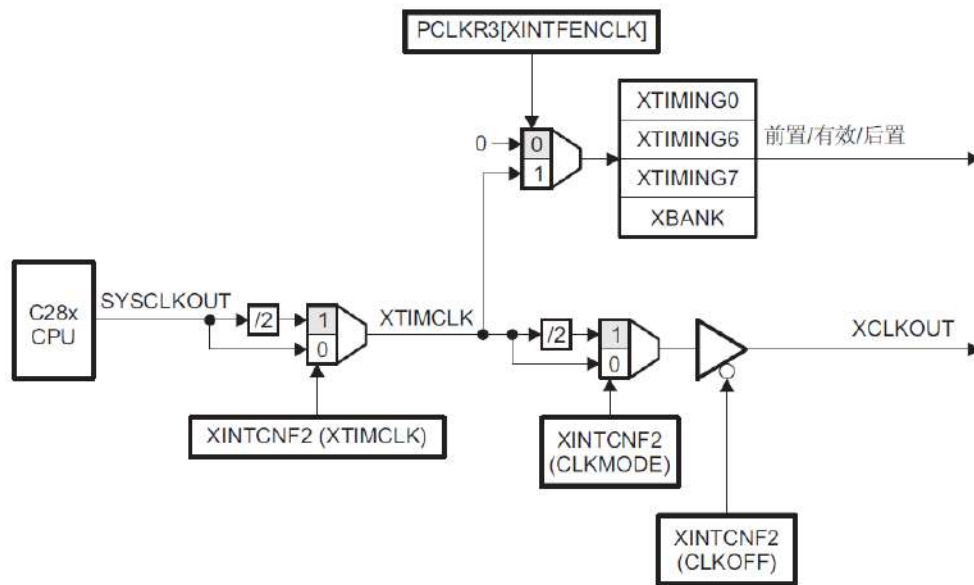 PCLKR3[XINTFENCLK]
XTIMING0
0
0
XTIMING6
前置/有效/后置
1
XTIMING7
XBANK
C28x
CPU
SYSCLKOUT
/2
1
0
XTIMCLK
/2
1
0
XCLKOUT
XINTCNF2 (XTIMCLK)
XINTCNF2
(CLKMODE)
XINTCNF2
(CLKOFF)